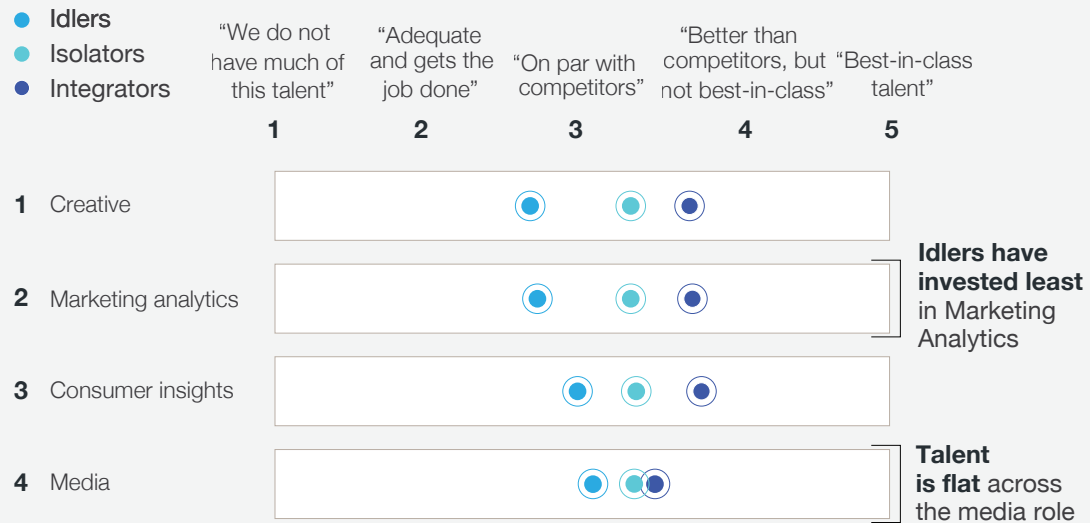 Idlers
Isolators
Integrators
“We do not
have much of
this talent”
“Adequate
and gets the
job done”
“On par with
competitors”
“Better than
competitors, but
not best-in-class”
“Best-in-class
talent”
1 2 3 4 5
1 Creative
2 Marketing analytics
Idlers have
invested least
in Marketing
Analytics
3 Consumer insights
4 Media
Talent
is flat across
the media role